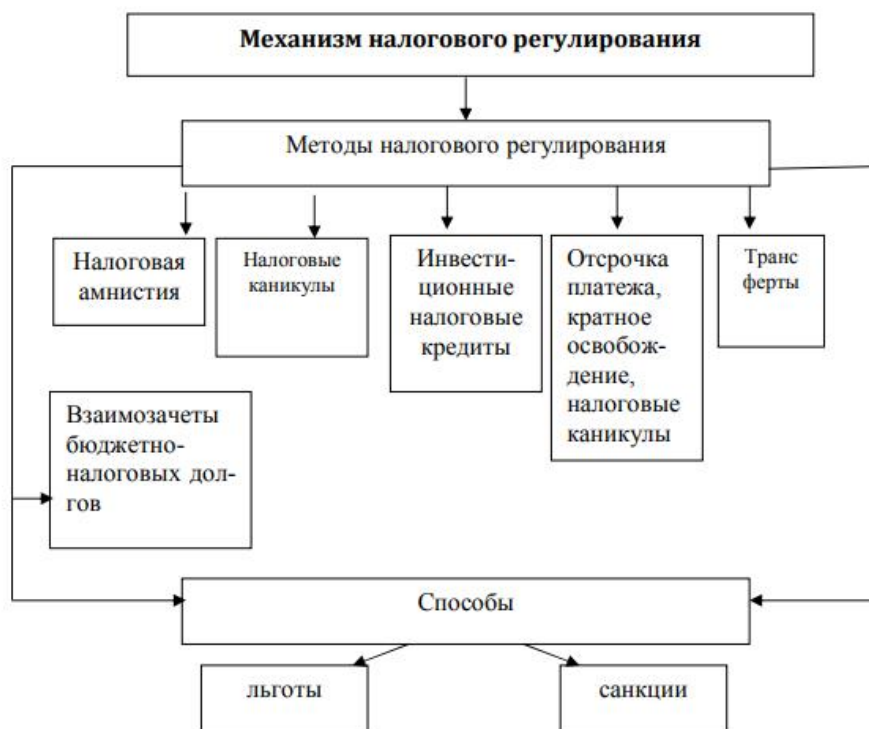 Механизм налогового регулирования
Методы налогового регулирования
Налоговая
амнистия
Налоговые
каникулы
Инвести-
ционные
налоговые
кредиты
Отсрочка
платежа,
кратное
освобож-
дение,
налоговые
каникулы
Транс
ферты
Взаимозачеты
бюджетно-
налоговых дол-
гов
Способы
льготы
санкции